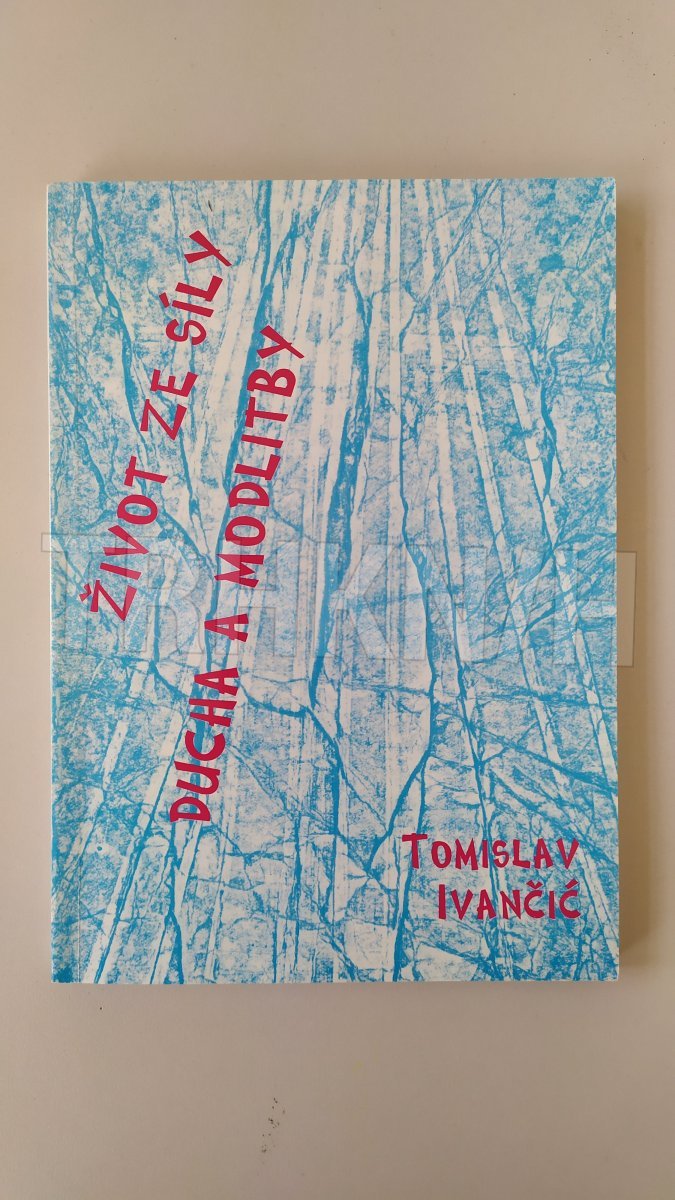 ŽIVOT ZE SÍLY
DUCHA A MODLITBY
TOMISLAV
IVANČIĆ